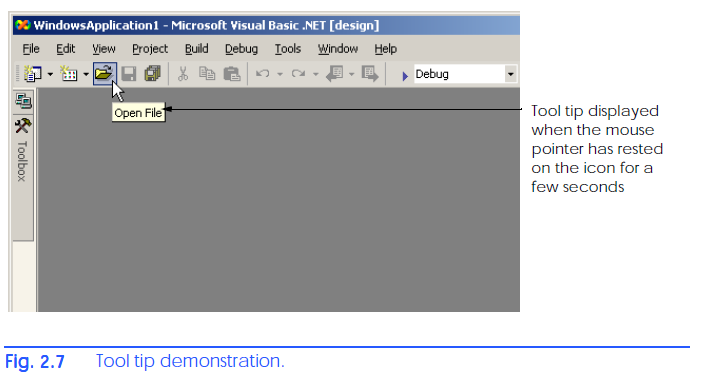 WindowsApplication1 - Microsoft Visual Basic .NET [design]
File Edit View Project Build Debug Tools Window Help
Debug
Open File
Toolbox
Tool tip displayed
when the mouse
pointer has rested
on the icon for a
few seconds
Fig. 2.7 Tool tip demonstration.